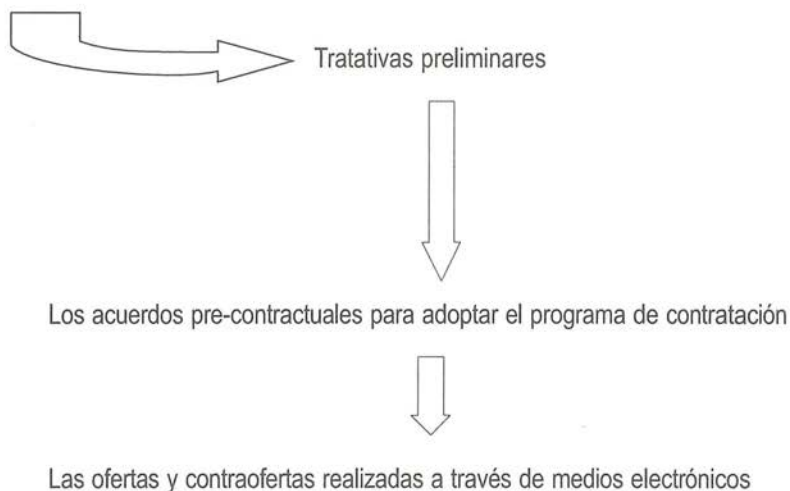 Tratativas preliminares
Los acuerdos pre-contractuales para adoptar el programa de contratación
Las ofertas y contraofertas realizadas a través de medios electrónicos